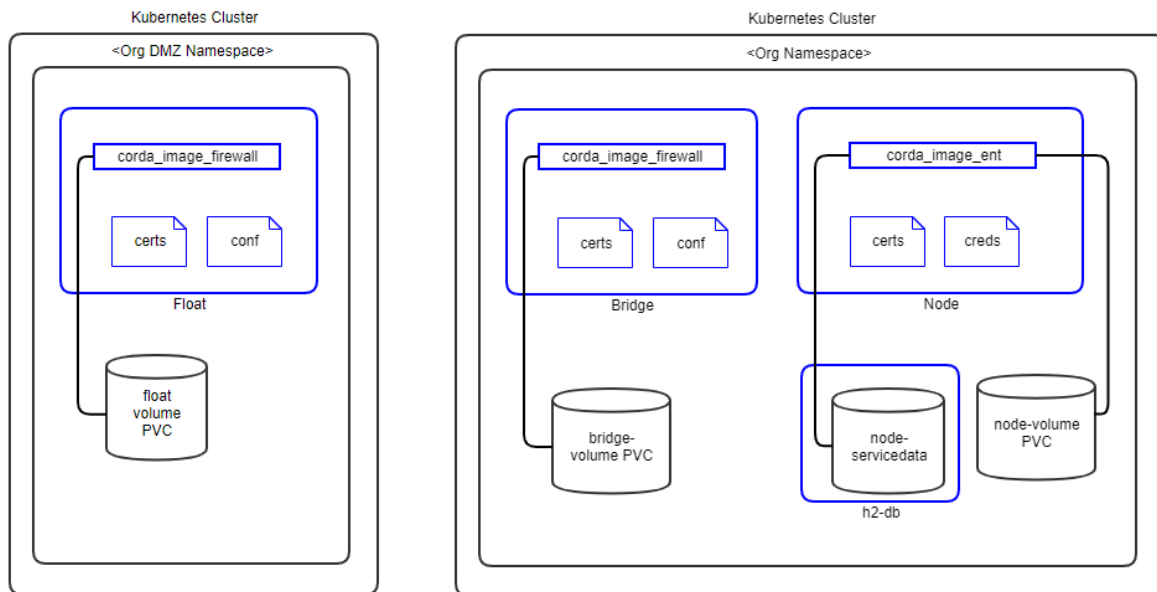 Kubernetes Cluster
<Org DMZ Namespace>
corda_image_firewall
certs
conf
Float
float
volume
PVC
Kubernetes Cluster
<Org Namespace>
corda_image_firewall
certs
conf
Bridge
corda_image_ent
certs
creds
Node
bridge-
volume PVC
node-
servicedata
h2-db
node-volume
PVC